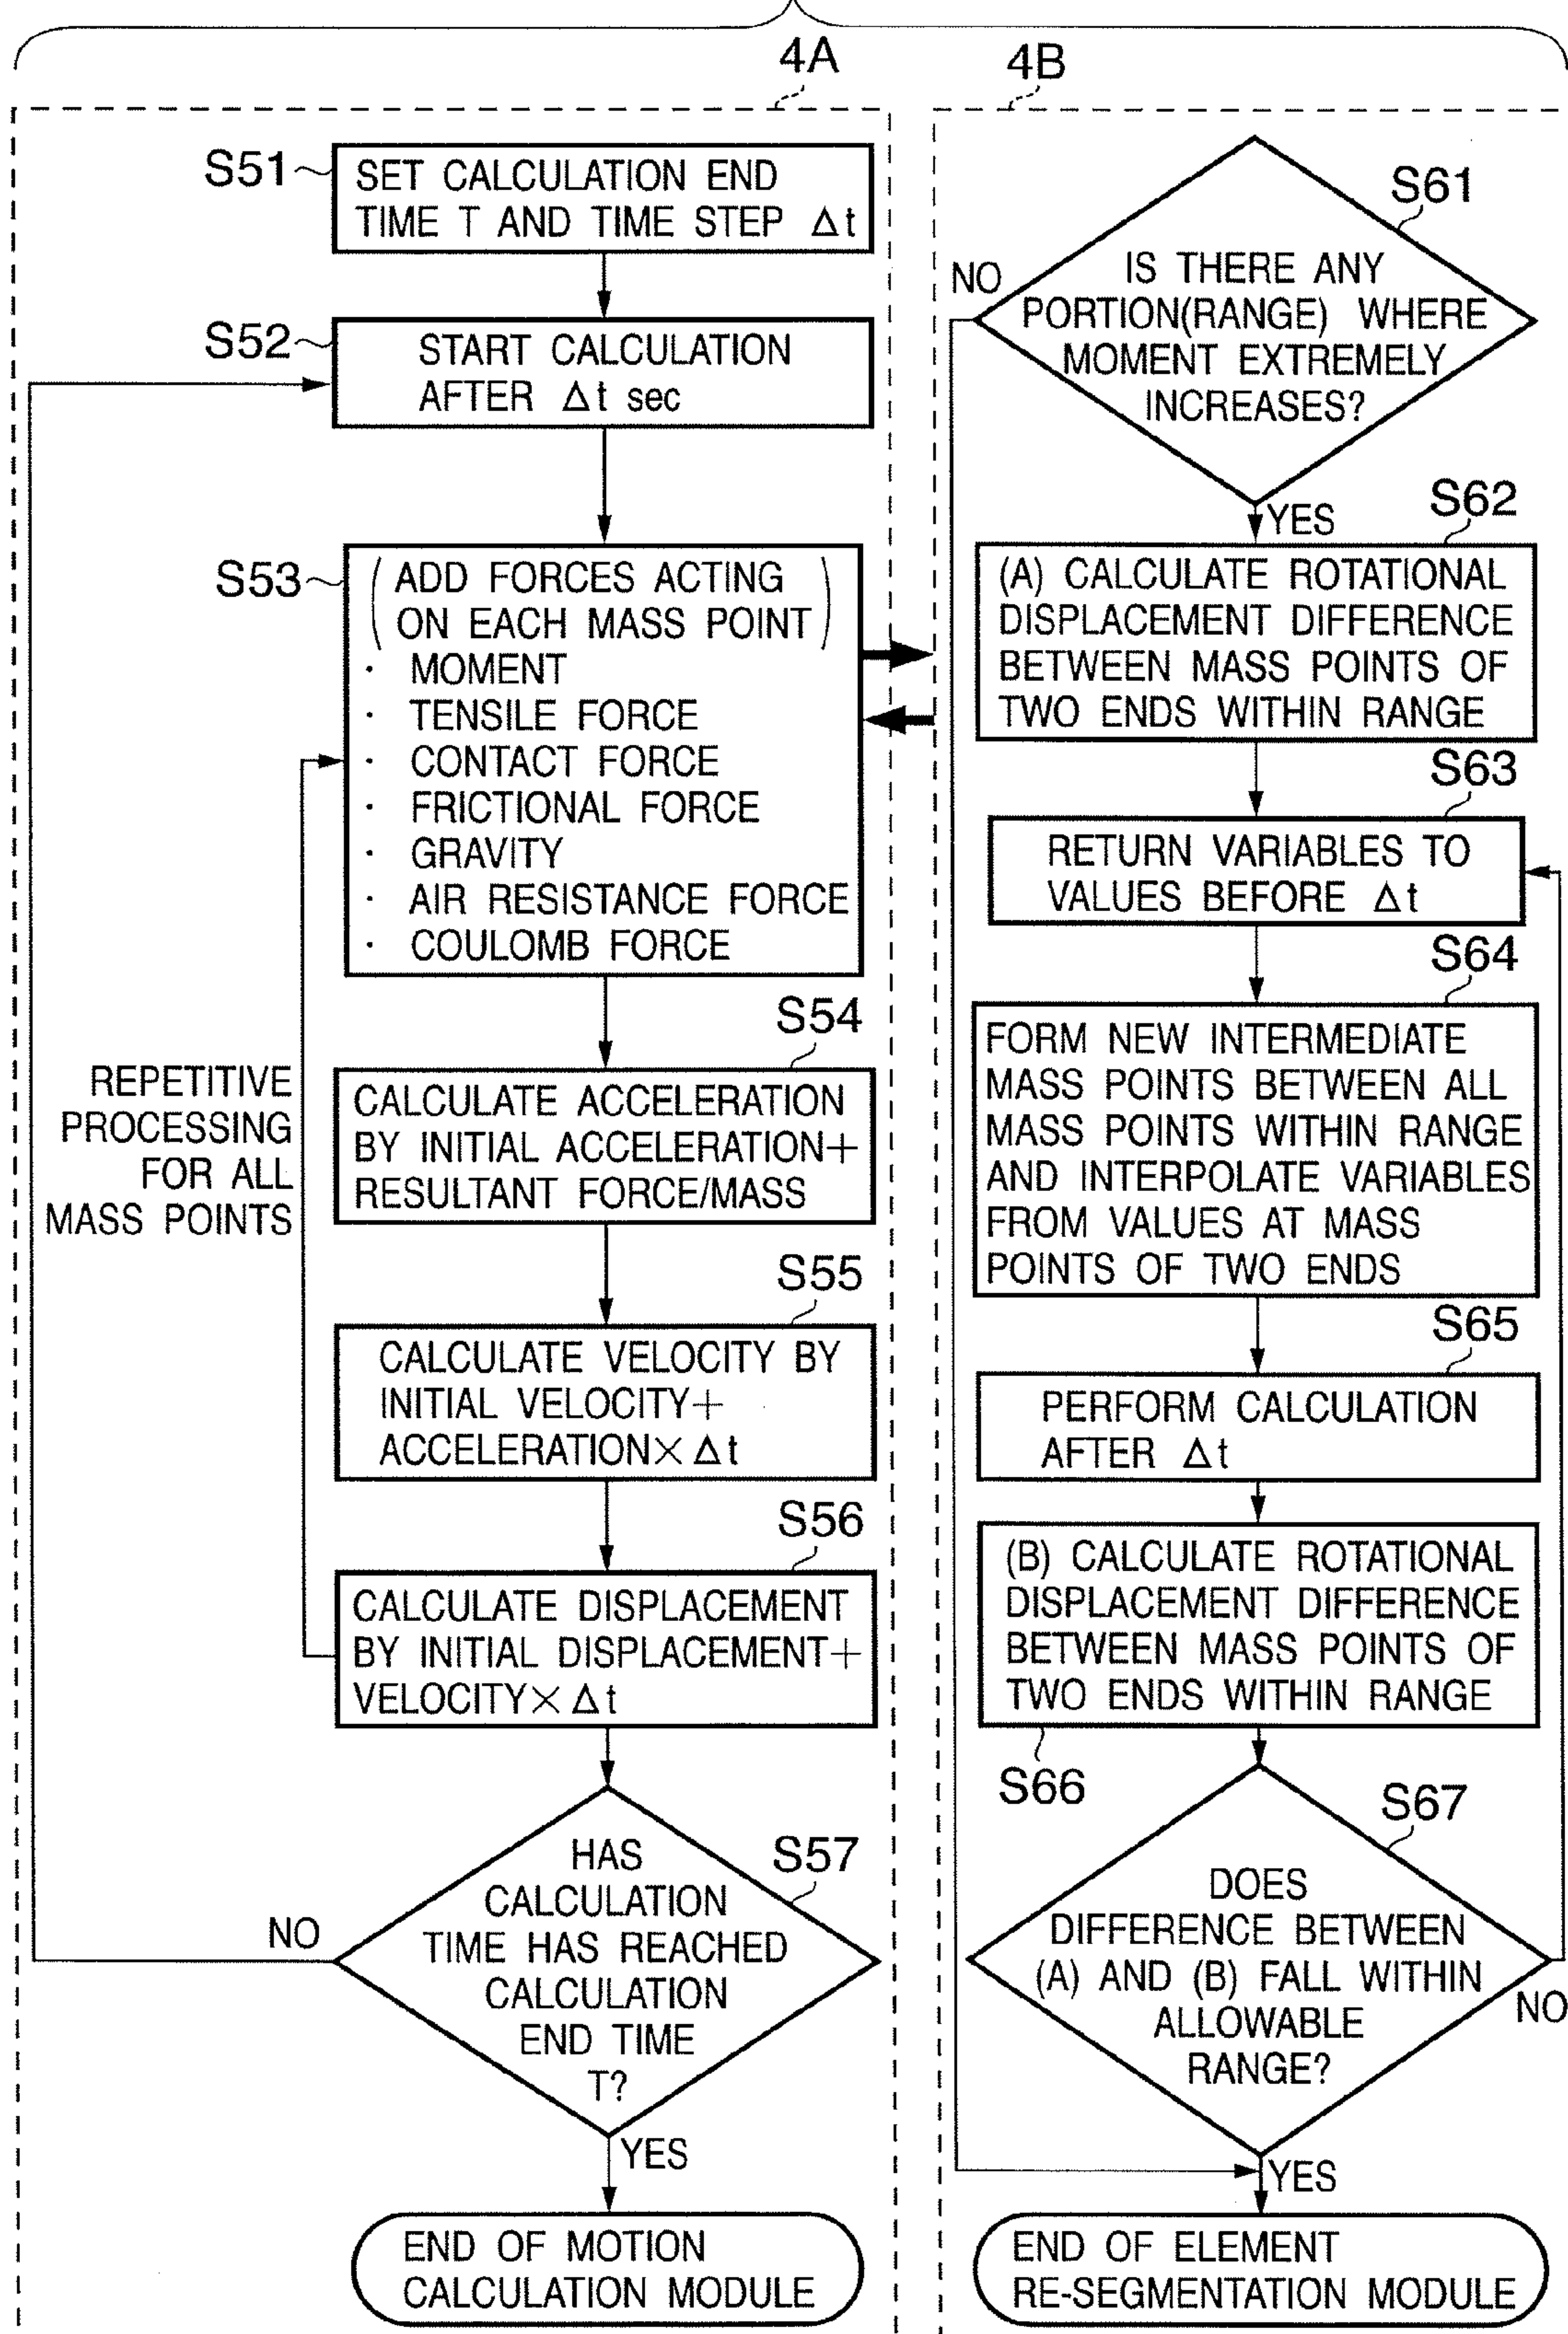 4A
S51
SET CALCULATION END
TIME T AND TIME STEP Δt
S52
START CALCULATION
AFTER Δt sec
S53
(ADD FORCES ACTING
ON EACH MASS POINT)
· MOMENT
· TENSILE FORCE
· CONTACT FORCE
· FRICTIONAL FORCE
· GRAVITY
· AIR RESISTANCE FORCE
· COULOMB FORCE
REPETITIVE
PROCESSING
FOR ALL
MASS POINTS
S54
CALCULATE ACCELERATION
BY INITIAL ACCELERATION+
RESULTANT FORCE/MASS
S55
CALCULATE VELOCITY BY
INITIAL VELOCITY+
ACCELERATION×Δt
S56
CALCULATE DISPLACEMENT
BY INITIAL DISPLACEMENT+
VELOCITY×Δt
S57
HAS
CALCULATION
TIME HAS REACHED
CALCULATION
END TIME
T?
NO
YES
END OF MOTION
CALCULATION MODULE
4B
S61
IS THERE ANY
PORTION(RANGE) WHERE
MOMENT EXTREMELY
INCREASES?
NO
YES
S62
(A) CALCULATE ROTATIONAL
DISPLACEMENT DIFFERENCE
BETWEEN MASS POINTS OF
TWO ENDS WITHIN RANGE
S63
RETURN VARIABLES TO
VALUES BEFORE Δt
S64
FORM NEW INTERMEDIATE
MASS POINTS BETWEEN ALL
MASS POINTS WITHIN RANGE
AND INTERPOLATE VARIABLES
FROM VALUES AT MASS
POINTS OF TWO ENDS
S65
PERFORM CALCULATION
AFTER Δt
(B) CALCULATE ROTATIONAL
DISPLACEMENT DIFFERENCE
BETWEEN MASS POINTS OF
TWO ENDS WITHIN RANGE
S66
S67
DOES
DIFFERENCE BETWEEN
(A) AND (B) FALL WITHIN
ALLOWABLE
RANGE?
NO
YES
END OF ELEMENT
RE-SEGMENTATION MODULE